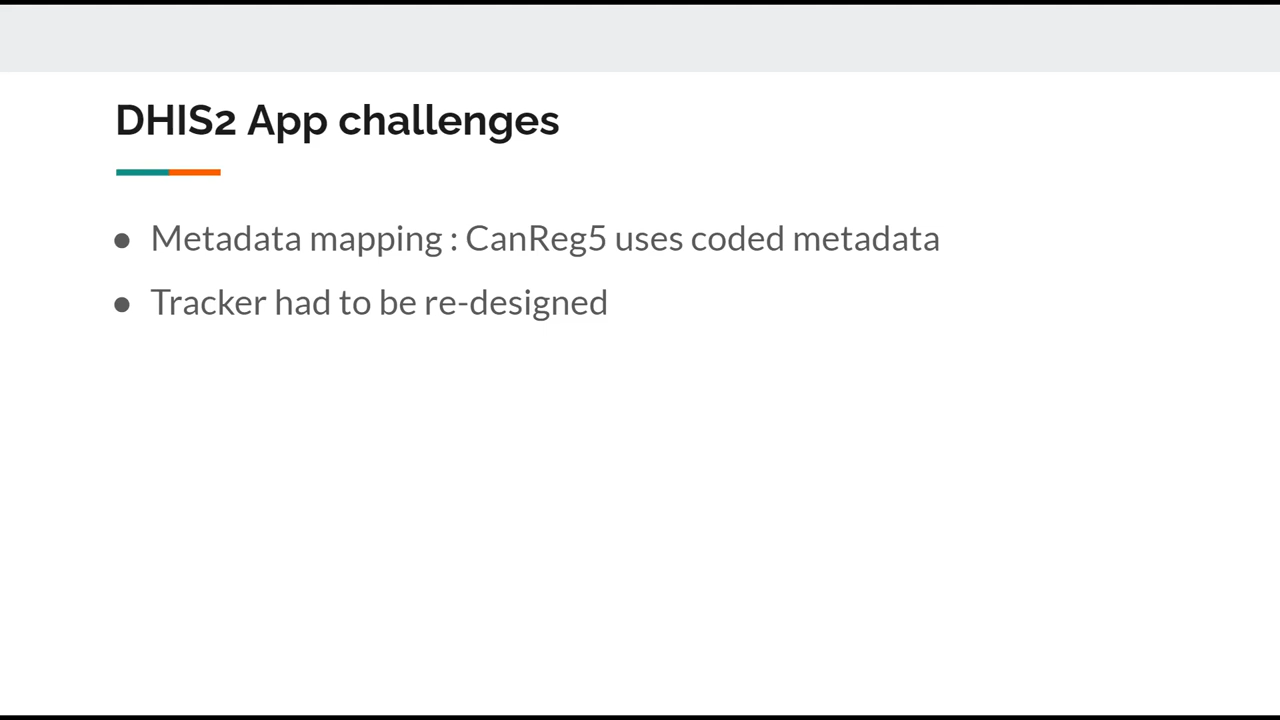 DHIS2 App challenges
● Metadata mapping : CanReg5 uses coded metadata
● Tracker had to be re-designed